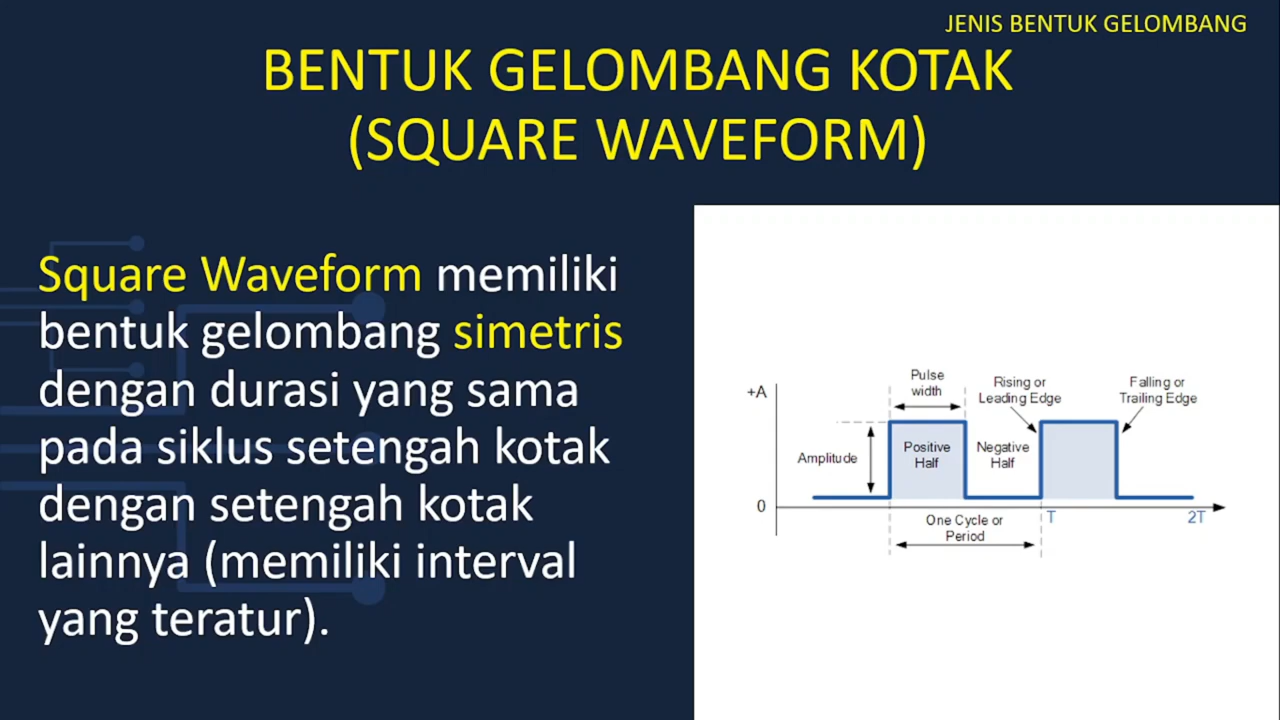 JENIS BENTUK GELOMBANG
BENTUK GELOMBANG KOTAK
(SQUARE WAVEFORM)
Square Waveform memiliki
bentuk gelombang simetris
dengan durasi yang sama
pada siklus setengah kotak
dengan setengah kotak
lainnya (memiliki interval
yang teratur).
+A
Pulse
width
Rising or
Leading Edge
Falling or
Trailing Edge
Amplitude
Positive
Half
Negative
Half
0
One Cycle or
Period
T
2T